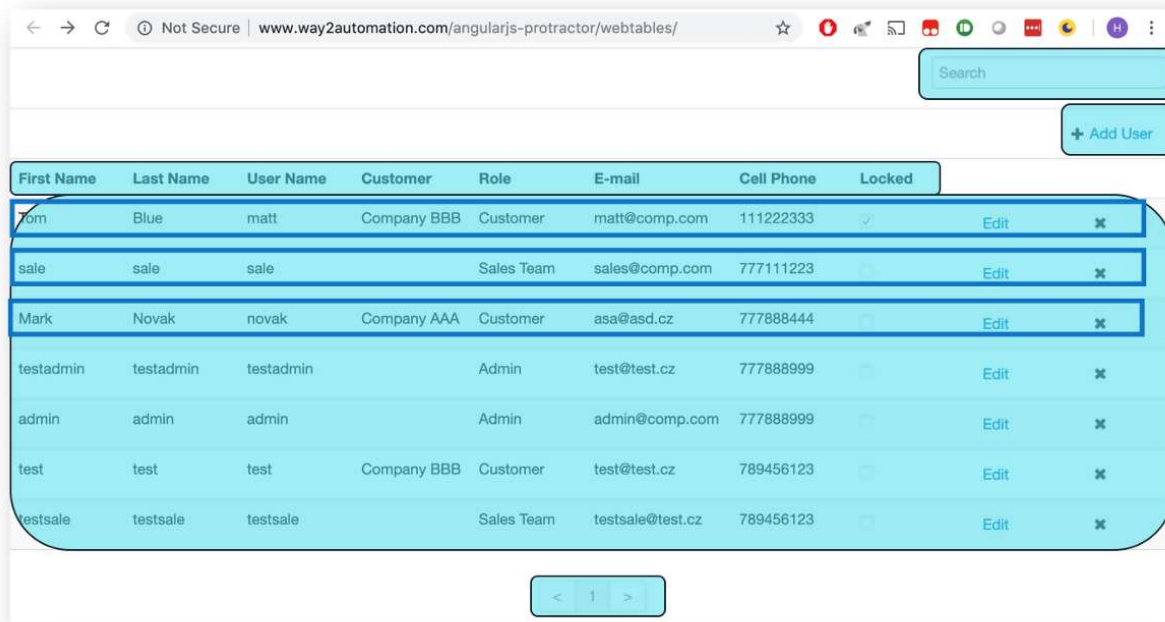 Not Secure www.way2automation.com/angularjs-protractor/webtables/ H
Search
+ Add User
First Name Last Name User Name Customer Role E-mail Cell Phone Locked
Tom Blue matt Company BBB Customer matt@comp.com 111222333 Edit
sale sale sale Sales Team sales@comp.com 777111223 Edit
Mark Novak novak Company AAA Customer asa@asd.cz 777888444 Edit
testadmin testadmin testadmin Admin test@test.cz 777888999 Edit
admin admin admin Admin admin@comp.com 777888999 Edit
test test test Company BBB Customer test@test.cz 789456123 Edit
testsale testsale testsale Sales Team testsale@test.cz 789456123 Edit
< 1 >